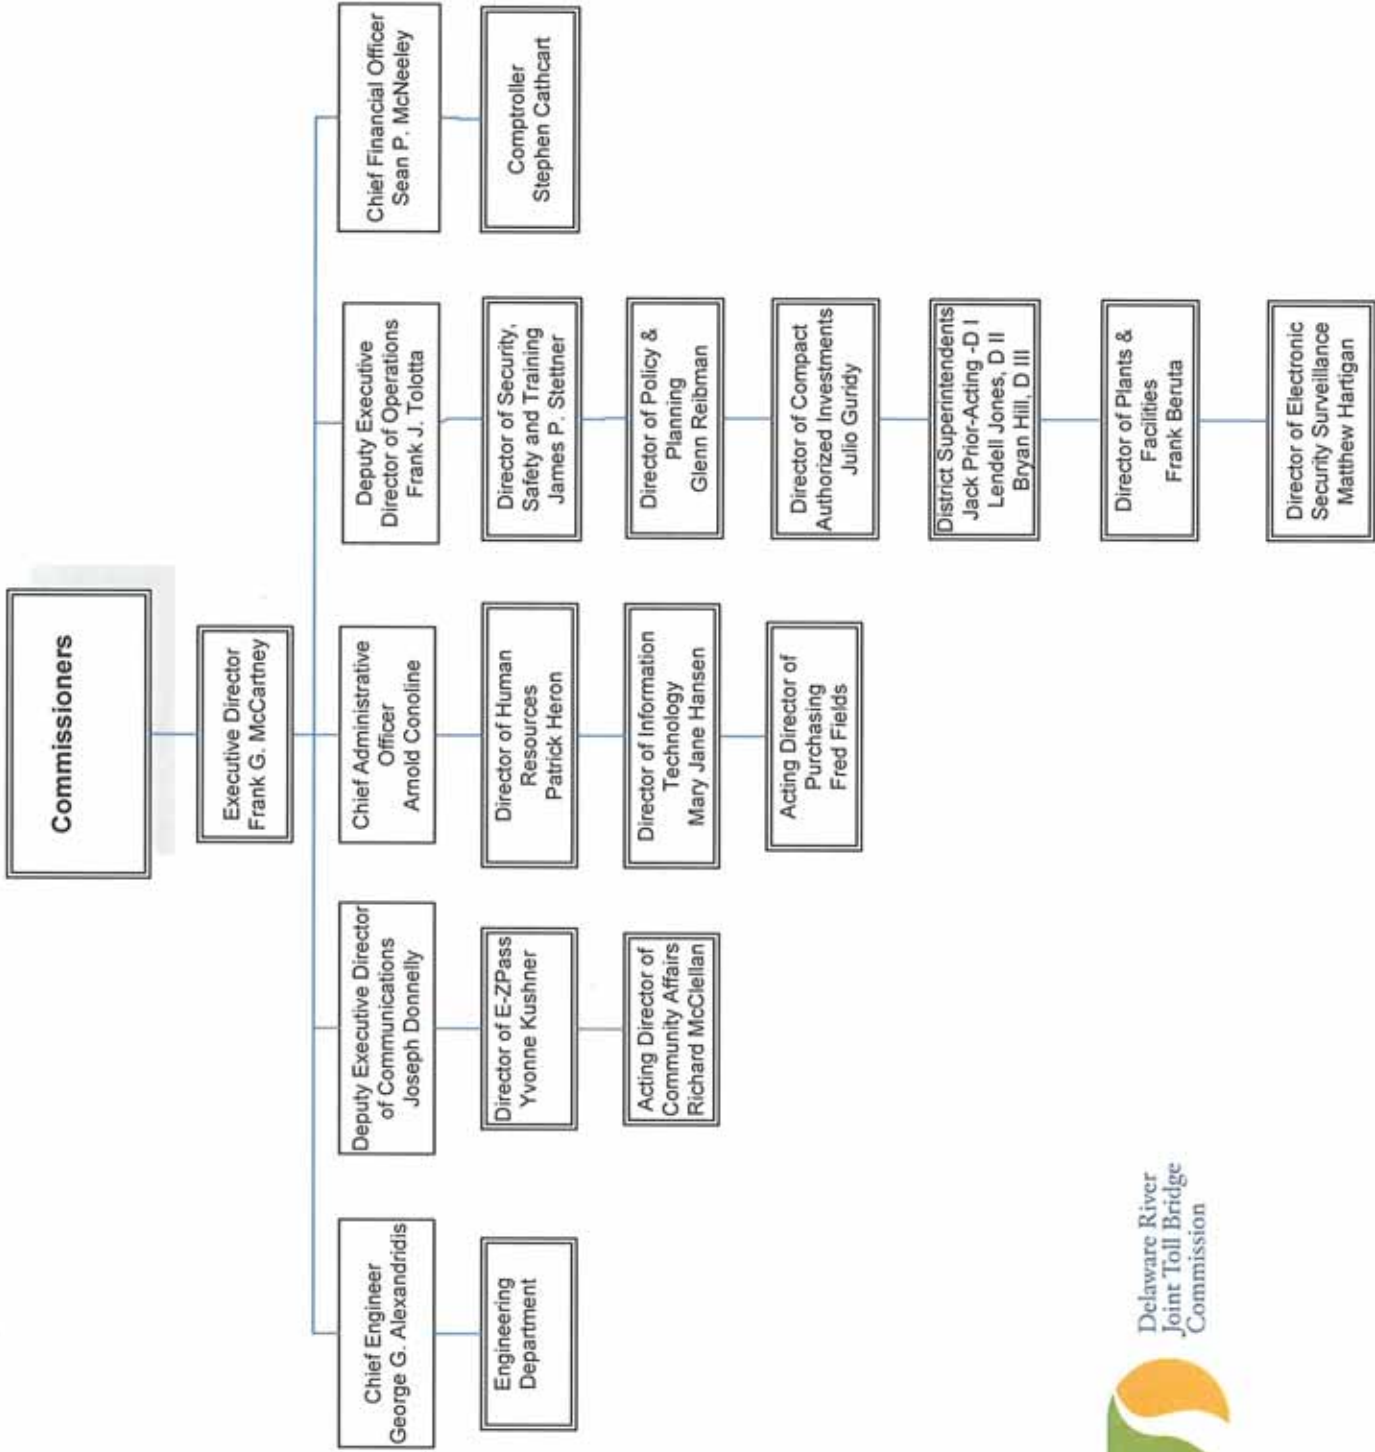 Commissioners
Executive Director
Frank G. McCartney
Chief Engineer
George G. Alexandridis
Engineering
Department
Deputy Executive Director
of Communications
Joseph Donnelly
Director of E-ZPass
Yvonne Kushner
Acting Director of
Community Affairs
Richard McClellan
Chief Administrative
Officer
Arnold Conoline
Director of Human
Resources
Patrick Heron
Director of Information
Technology
Mary Jane Hansen
Acting Director of
Purchasing
Fred Fields
Deputy Executive
Director of Operations
Frank J. Tolotta
Director of Security,
Safety and Training
James P. Stettner
Director of Policy &
Planning
Glenn Reibman
Director of Compact
Authorized Investments
Julio Guridy
District Superintendents
Jack Prior-Acting -D I
Lendell Jones, D II
Bryan Hill, D III
Director of Plants &
Facilities
Frank Beruta
Director of Electronic
Security Surveillance
Matthew Hartigan
Chief Financial Officer
Sean P. McNeeley
Comptroller
Stephen Cathcart
Delaware River
Joint Toll Bridge
Commission